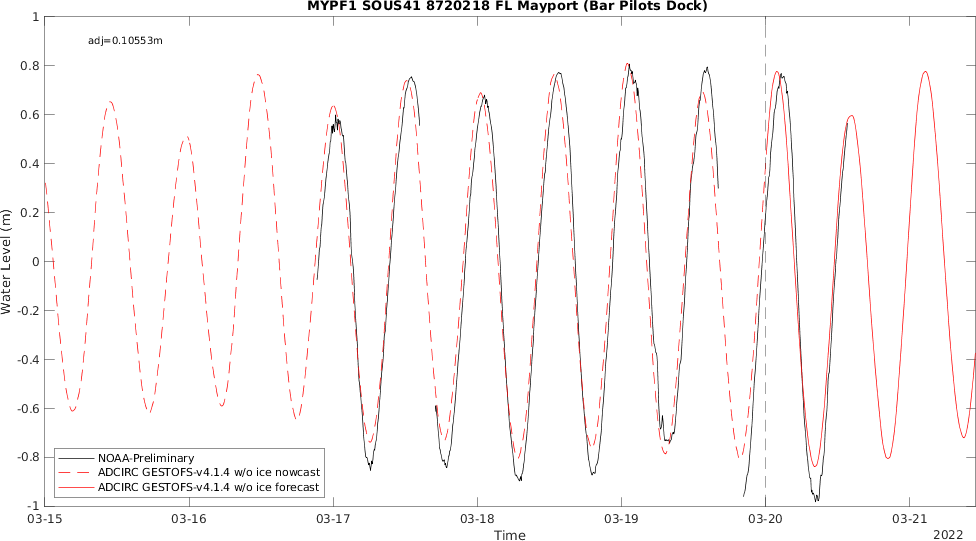 MYPF1 SOUS41 8720218 FL Mayport (Bar Pilots Dock)
adj=0.10553m
Water Level (m)
1
0.8
0.6
0.4
0.2
0
-0.2
-0.4
-0.6
-0.8
-1
NOAA-Preliminary
ADCIRC GESTOFS-v4.1.4 w/o ice nowcast
ADCIRC GESTOFS-v4.1.4 w/o ice forecast
03-15 03-16 03-17 03-18 03-19 03-20 03-21
Time
2022